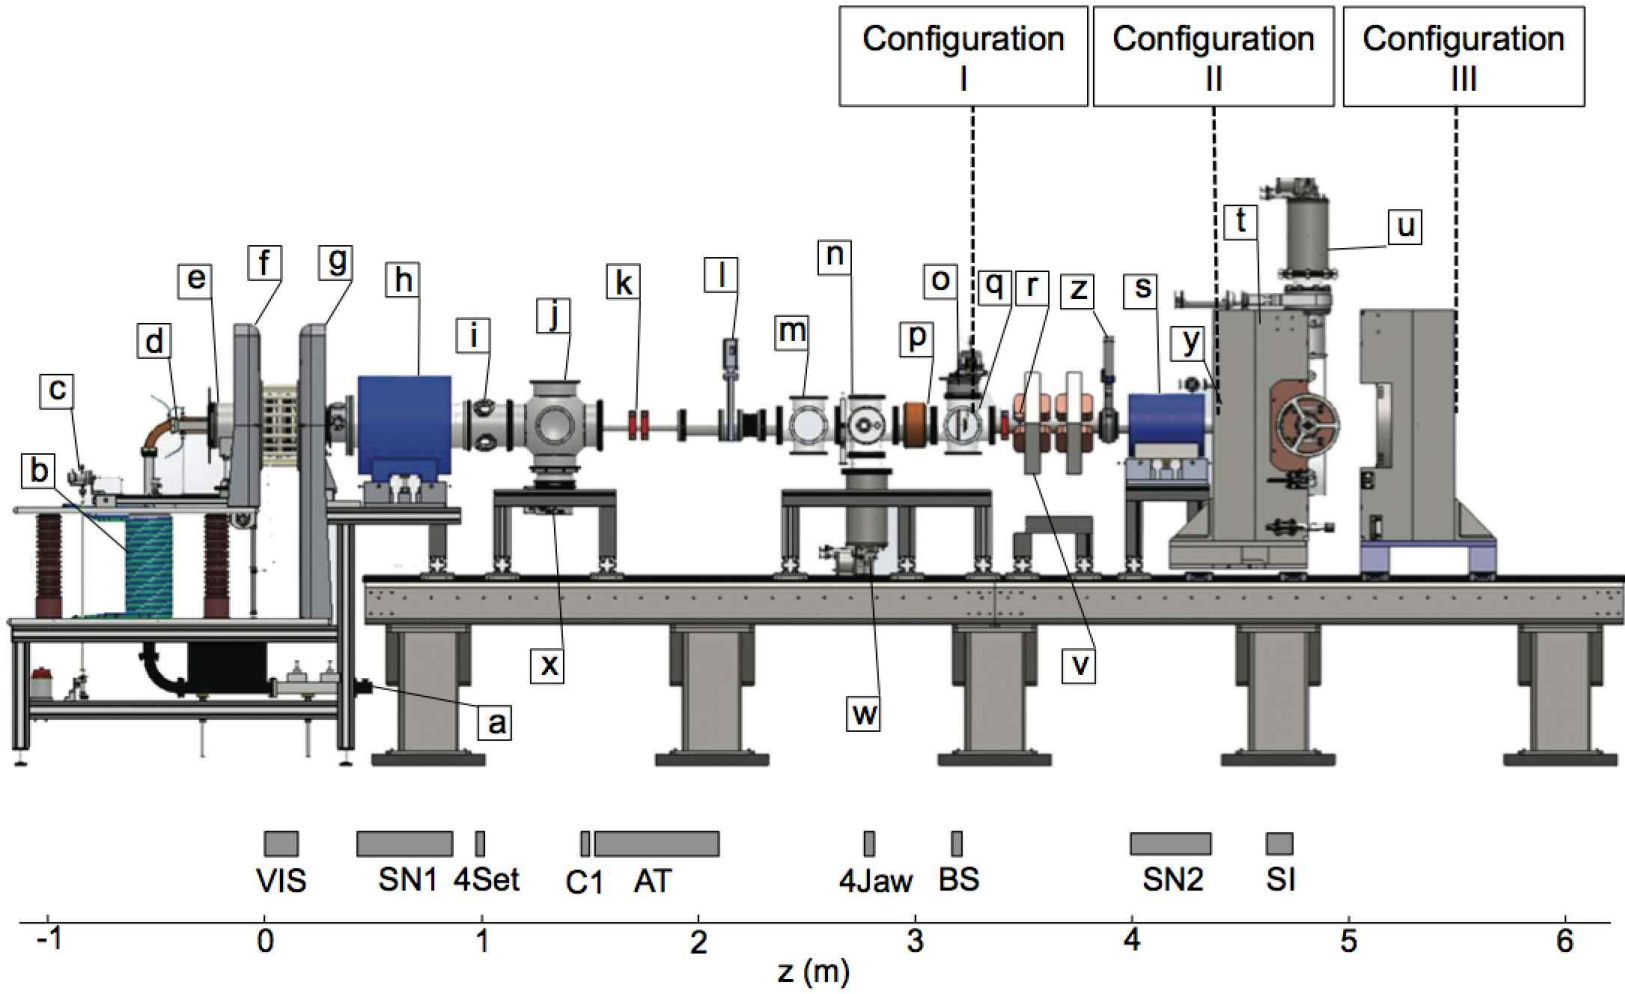 Configuration
I
Configuration
II
Configuration
III
t
u
n
f
g
e
h
k
l
o
q
r
z
s
d
i
j
m
p
y
c
b
x
v
w
a
VIS
SN1
4Set
C1
AT
4Jaw
BS
SN2
SI
-1
0
1
2
3
4
5
6
z (m)